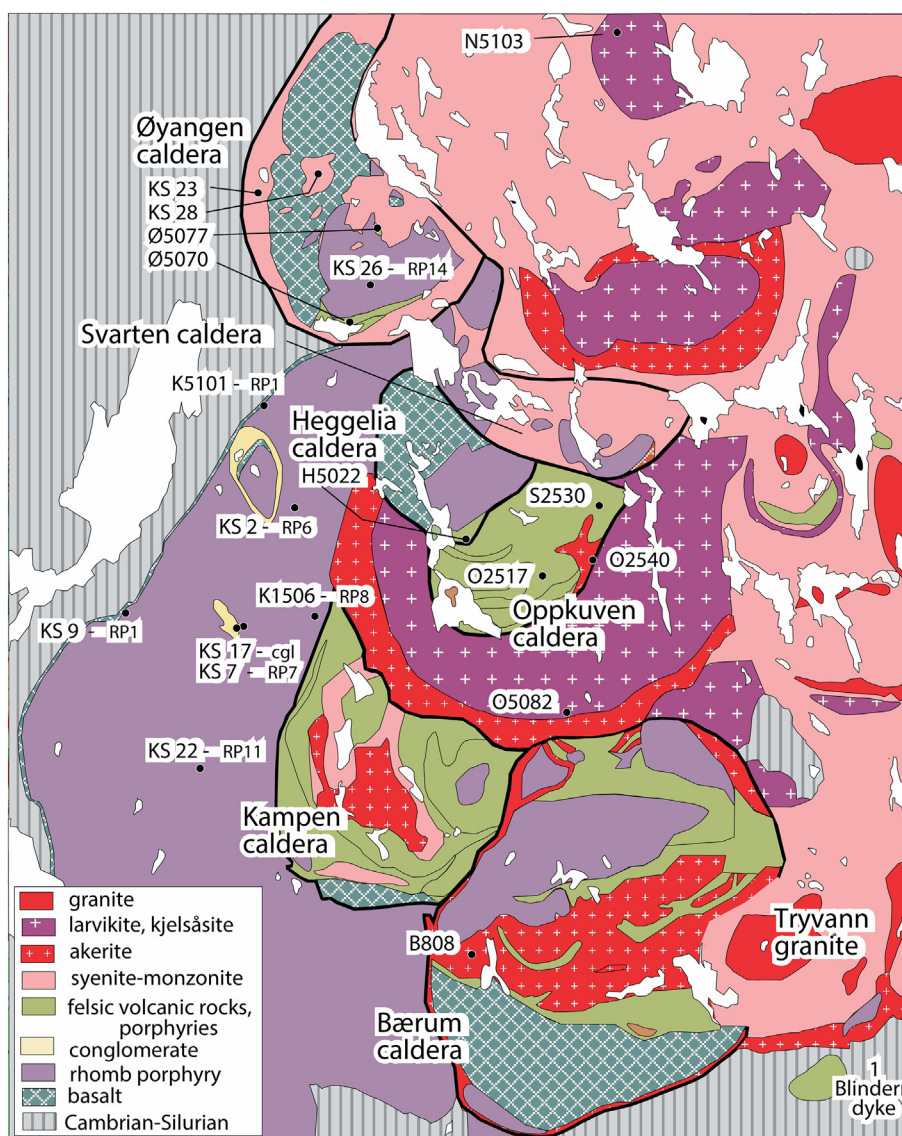 N5103
Øyangen
caldera
KS 23
KS 28
Ø5077
Ø5070
KS 26 - RP14
Svarten caldera
K5101 - RP1
Heggelia
caldera
H5022
S2530
KS 2 - RP6
O2540
O2517
K1506 - RP8
Oppkuven
caldera
KS 9 - RP1
KS 17 - cgl
KS 7 - RP7
O5082
KS 22 - RP11
Kampen
caldera
granite
larvikite, kjelsåsite
akerite
syenite-monzonite
felsic volcanic rocks,
porphyries
conglomerate
rhomb porphyry
basalt
Cambrian-Silurian
B808
Tryvann
granite
Bærum
caldera
1
Blindern
dyke